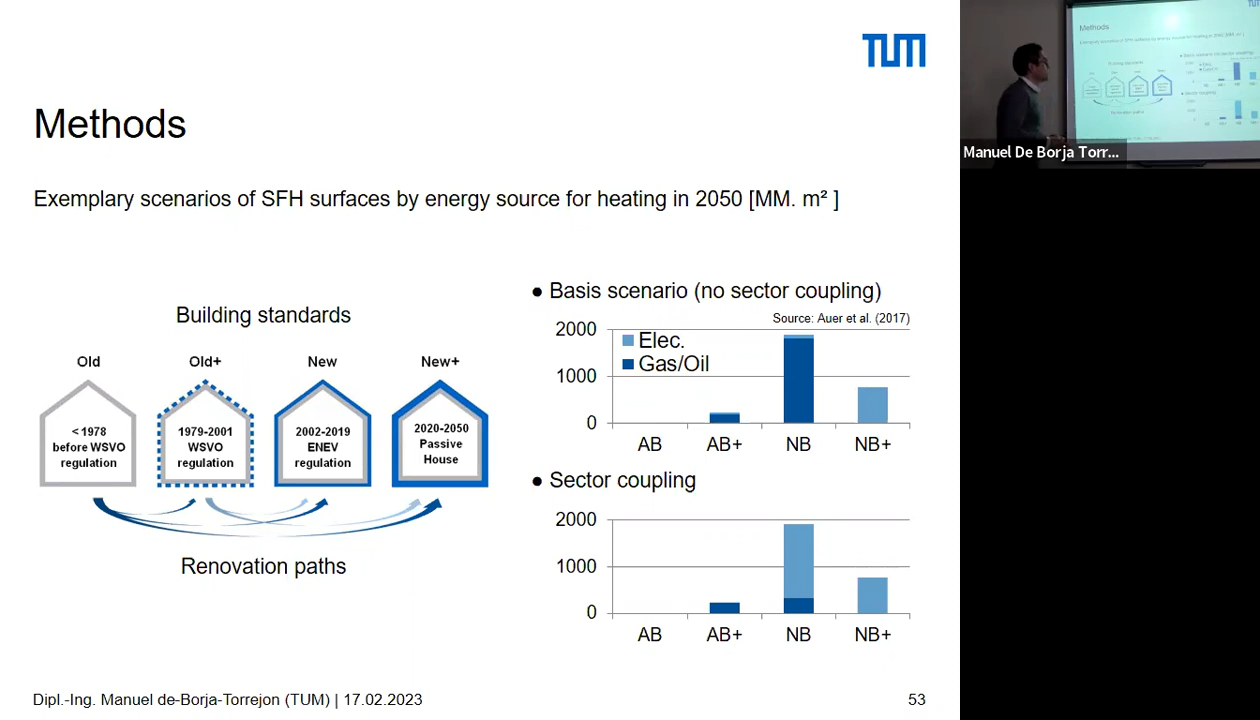 TUM
Methods
Exemplary scenarios of SFH surfaces by energy source for heating in 2050 [MM. m² ]
Building standards
Old
Old+
New
New+
< 1978
before WSVO
regulation
1979-2001
WSVO
regulation
2002-2019
ENEV
regulation
2020-2050
Passive
House
Renovation paths
● Basis scenario (no sector coupling)
Source: Auer et al. (2017)
2000
1000
0
Elec.
Gas/Oil
AB
AB+
NB
NB+
● Sector coupling
2000
1000
0
AB
AB+
NB
NB+
Dipl.-Ing. Manuel de-Borja-Torrejon (TUM) | 17.02.2023
53
Methods
Manuel De Borja Torr...